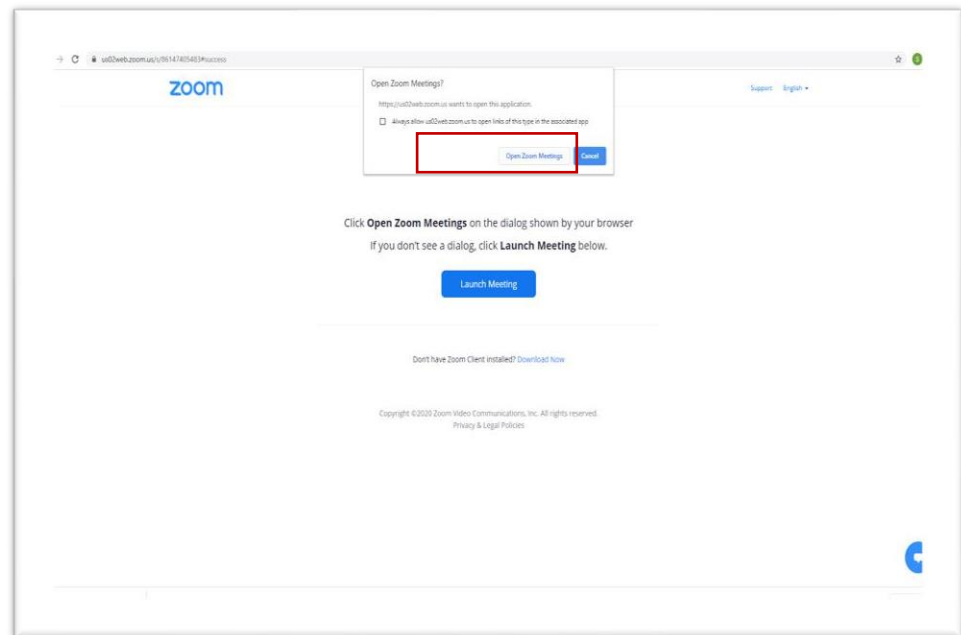 us02web.zoom.us/s/86147405483#success
S
zoom
Support English
Open Zoom Meetings?
https://us02web.zoom.us wants to open this application.
Always allow us02web.zoom.us to open links of this type in the associated app
Open Zoom Meetings Cancel
Click Open Zoom Meetings on the dialog shown by your browser
If you don't see a dialog, click Launch Meeting below.
Launch Meeting
Don't have Zoom Client installed? Download Now
Copyright ©2020 Zoom Video Communications, Inc. All rights reserved.
Privacy & Legal Policies